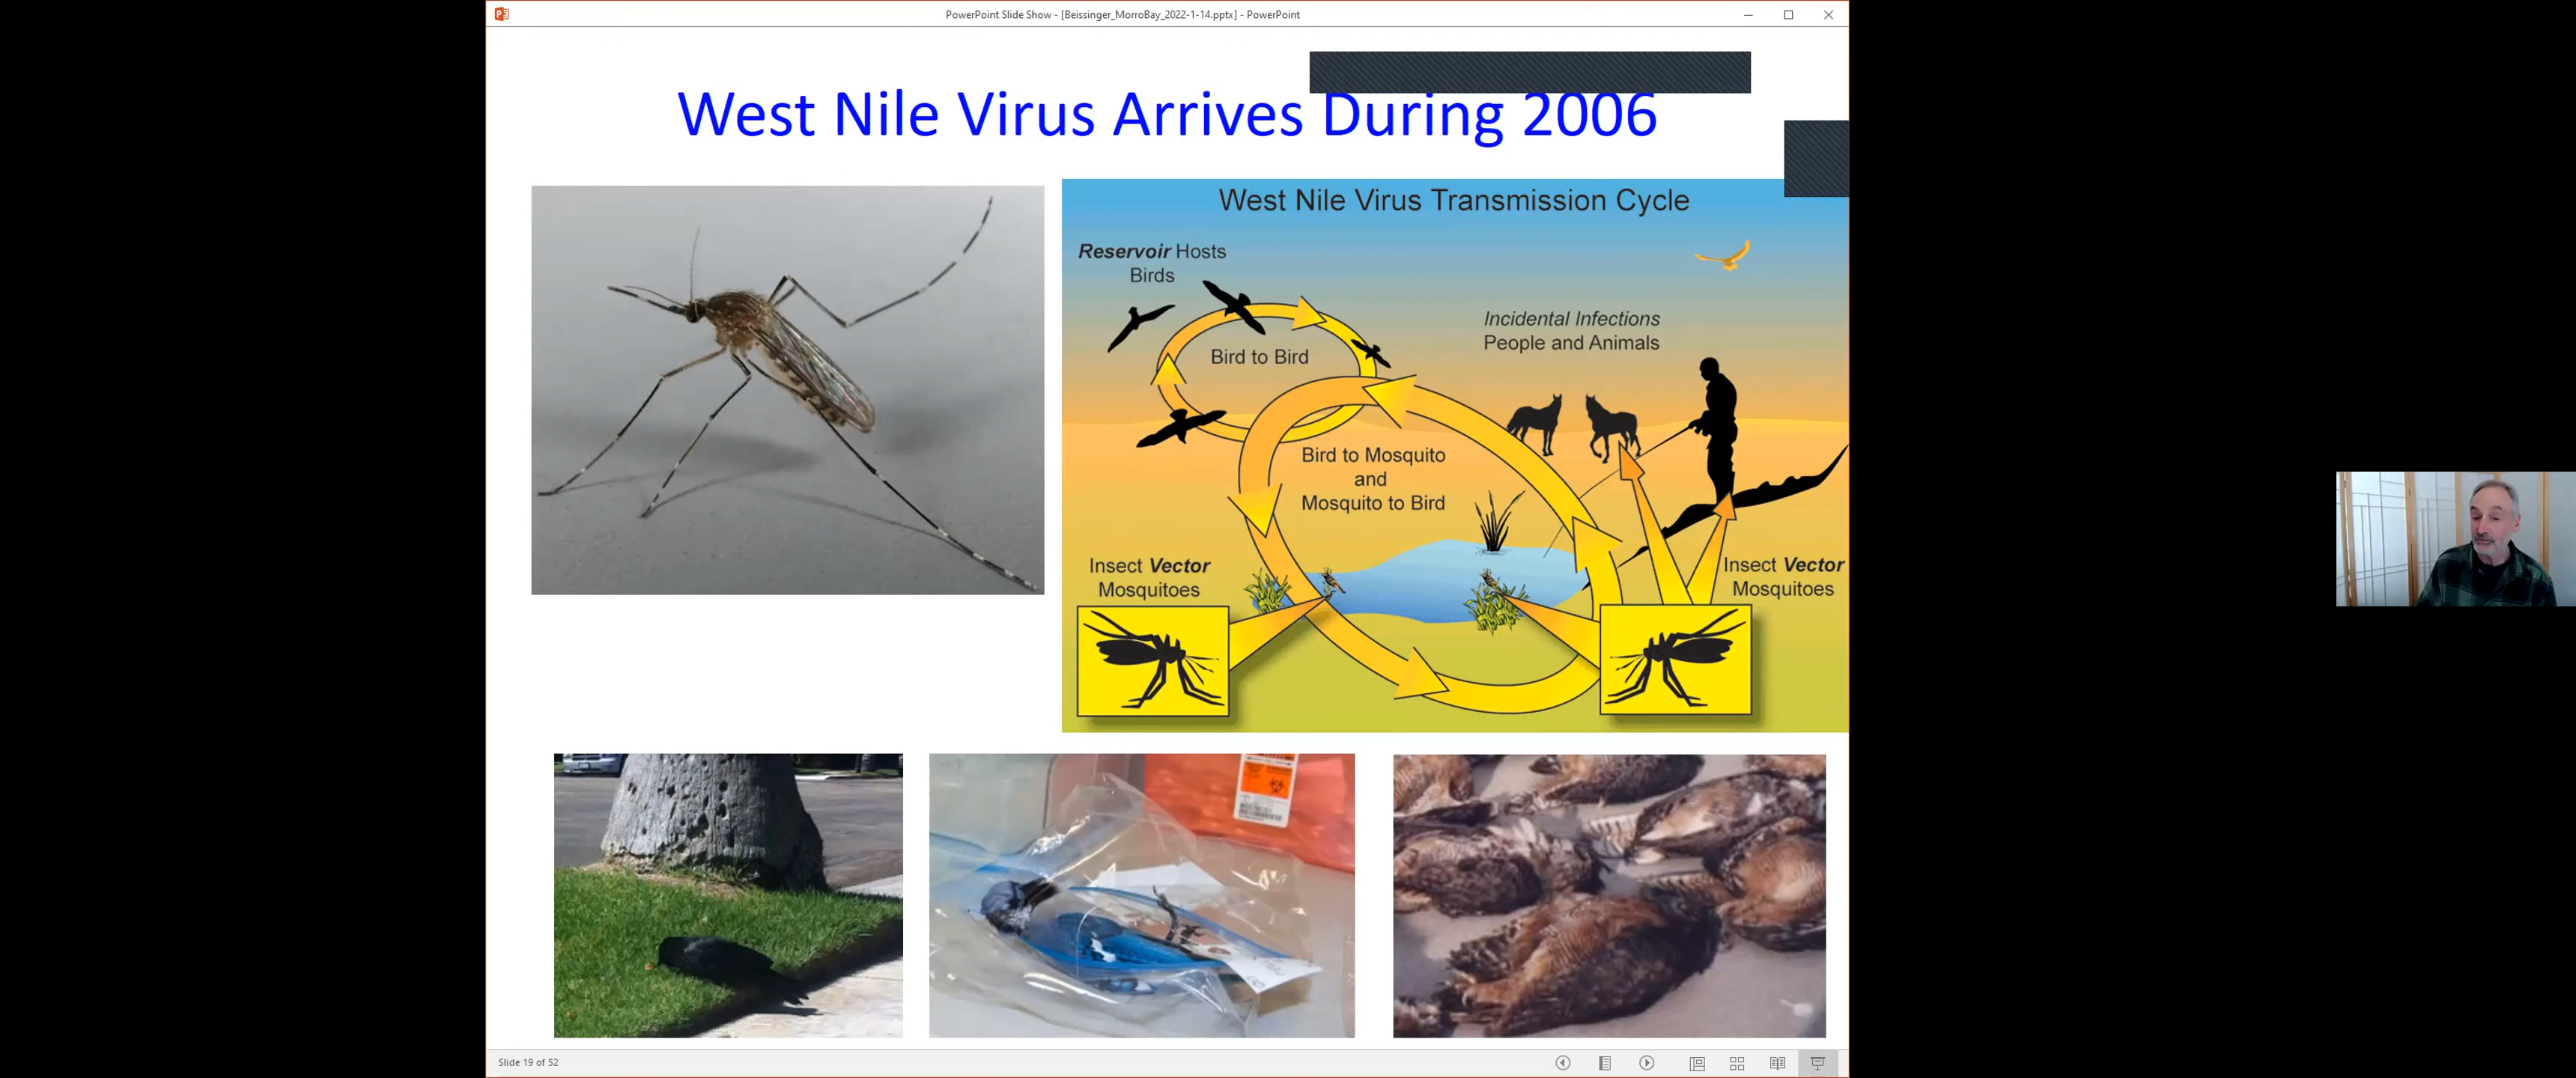 PowerPoint Slide Show - [Beissinger_MorroBay_2022-1-14.pptx] - PowerPoint
West Nile Virus Arrives During 2006
West Nile Virus Transmission Cycle
Reservoir Hosts
Birds
Incidental Infections
People and Animals
Bird to Bird
Bird to Mosquito
and
Mosquito to Bird
Insect Vector
Mosquitoes
Insect Vector
Mosquitoes
Slide 19 of 52